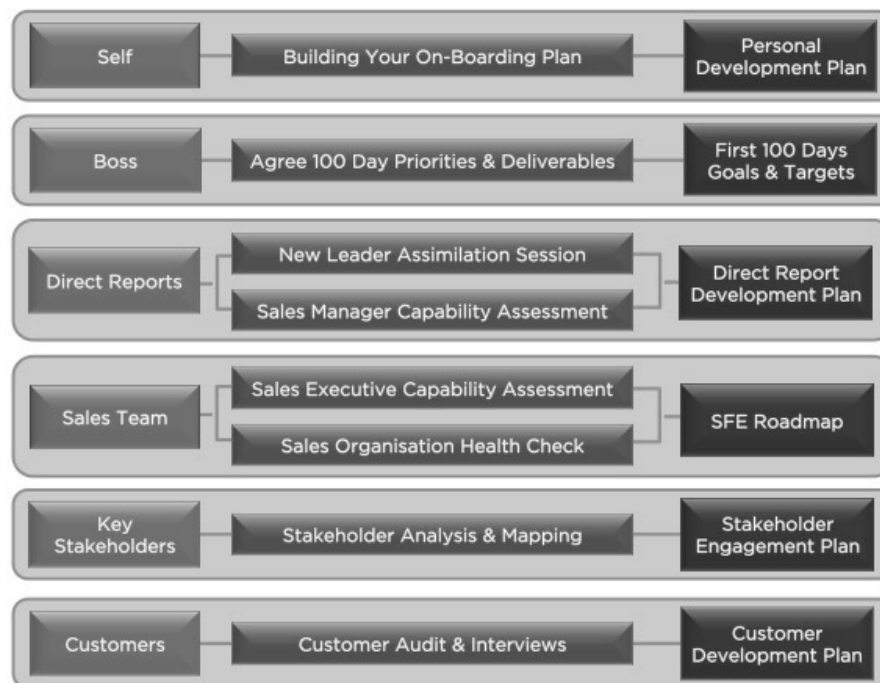 Self
Building Your On-Boarding Plan
Personal
Development Plan
Boss
Agree 100 Day Priorities & Deliverables
First 100 Days
Goals & Targets
Direct Reports
New Leader Assimilation Session
Sales Manager Capability Assessment
Direct Report
Development Plan
Sales Team
Sales Executive Capability Assessment
Sales Organisation Health Check
SFE Roadmap
Key
Stakeholders
Stakeholder Analysis & Mapping
Stakeholder
Engagement Plan
Customers
Customer Audit & Interviews
Customer
Development Plan